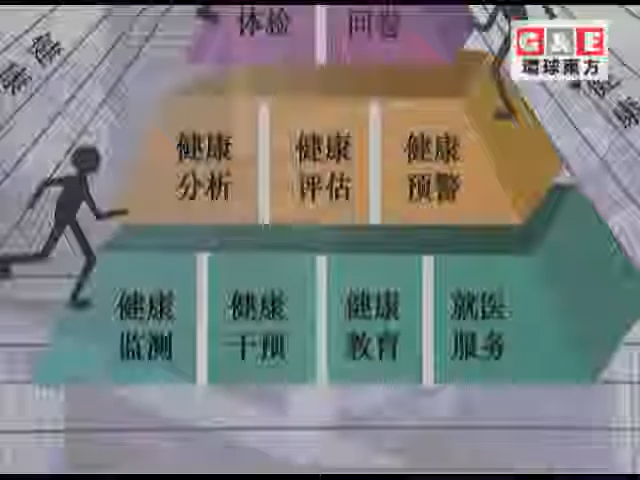 体检 问卷
G&E
環球東方
健康 健康 健康
分析 评估 预警
健康 健康 健康 就医
监测 干预 教育 服务